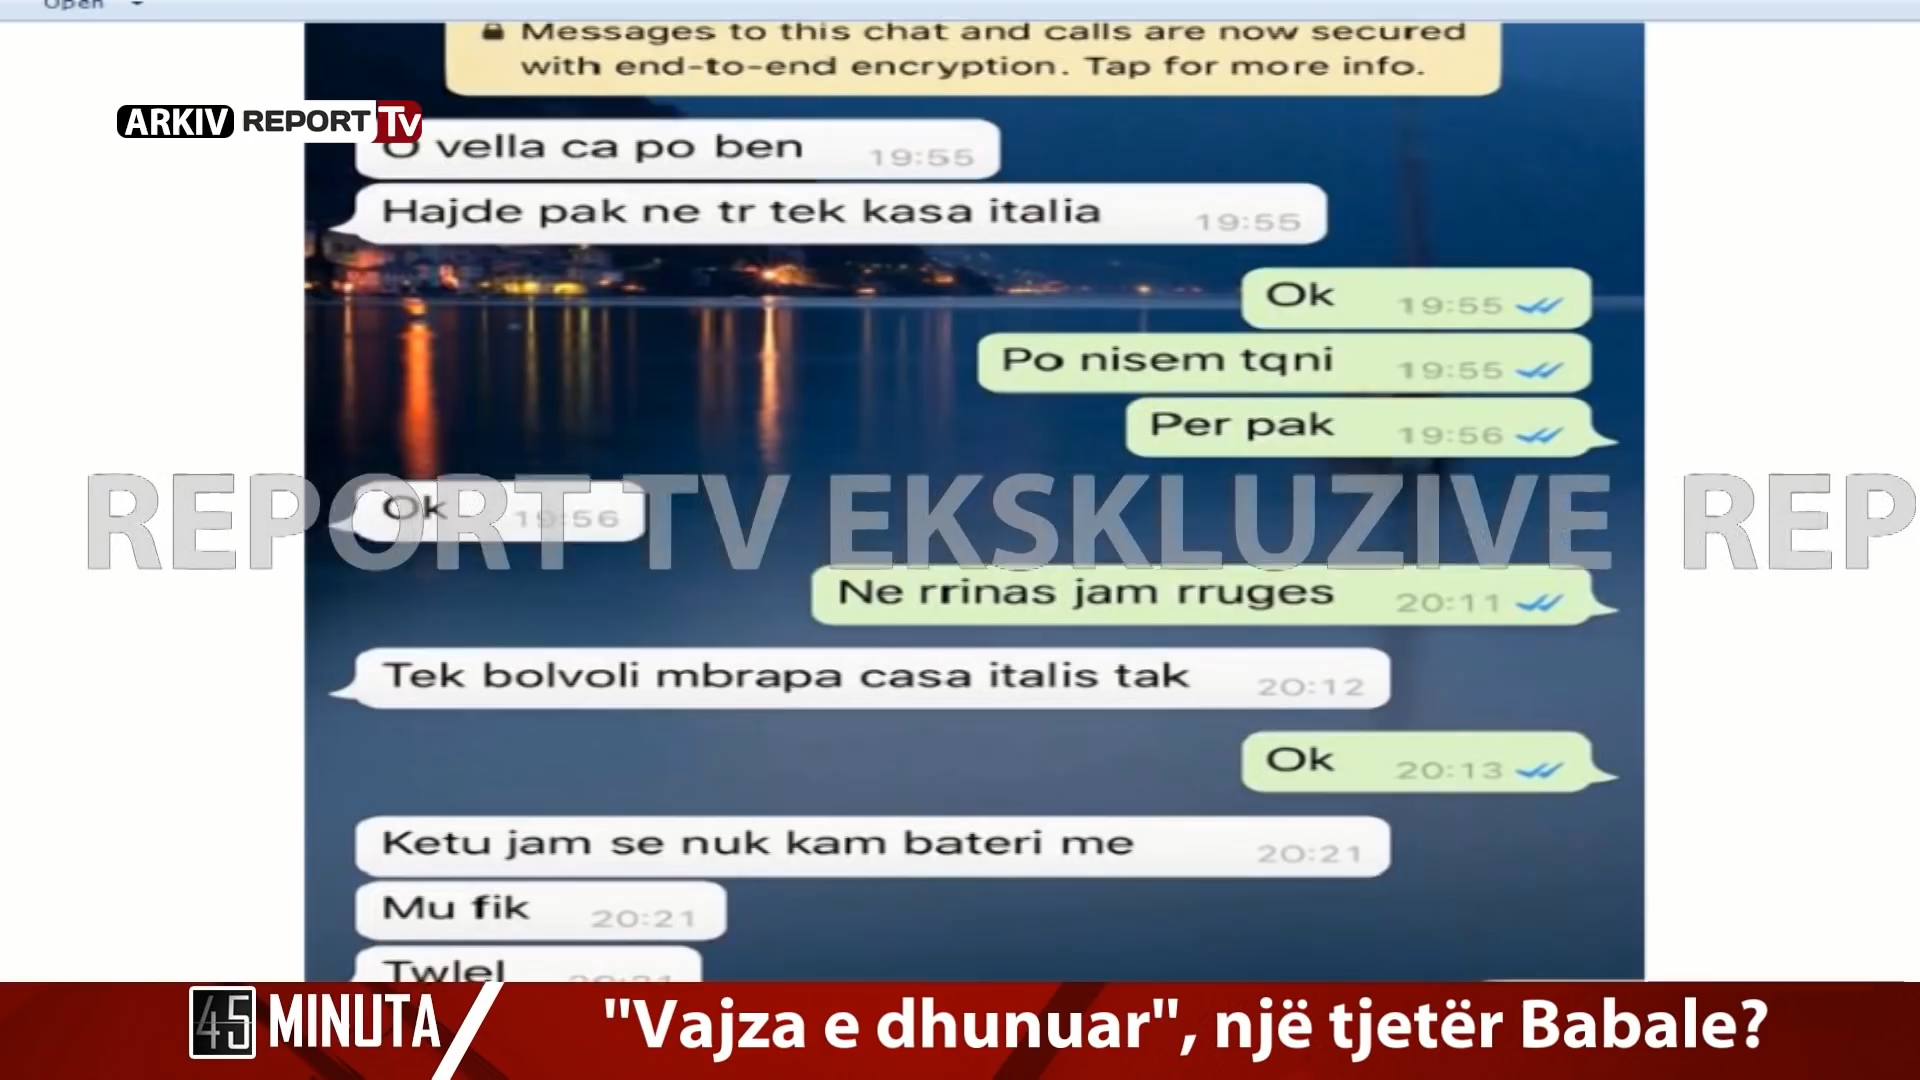 Open
Messages to this chat and calls are now secured
with end-to-end encryption. Tap for more info.
ARKIV REPORT Tv
O vella ca po ben 19:55
Hajde pak ne tr tek kasa italia 19:55
Ok 19:55
Po nisem tqni 19:55
Per pak 19:56
Ok 19:56
REPORT TV EKSKLUZIVE REP
Ne rrinas jam rruges 20:11
Tek bolvoli mbrapa casa italis tak 20:12
Ok 20:13
Ketu jam se nuk kam bateri me 20:21
Mu fik 20:21
Twlel 20:21
45 MINUTA
"Vajza e dhunuar", një tjetër Babale?